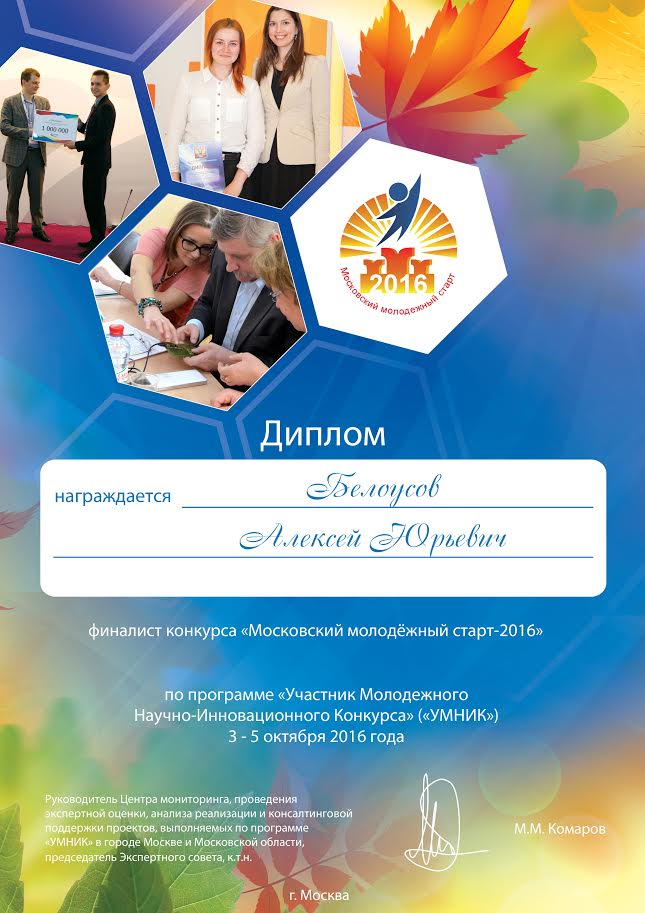 1 000 000
2016
Московский молодежный старт
Диплом
награждается Белоусов
Алексей Юрьевич
финалист конкурса «Московский молодёжный старт-2016»
по программе «Участник Молодежного
Научно-Инновационного Конкурса» («УМНИК»)
3 - 5 октября 2016 года
Руководитель Центра мониторинга, проведения
экспертной оценки, анализа реализации и консалтинговой
поддержки проектов, выполняемых по программе
«УМНИК» в городе Москве и Московской области,
председатель Экспертного совета, к.т.н.
М.М. Комаров
г. Москва